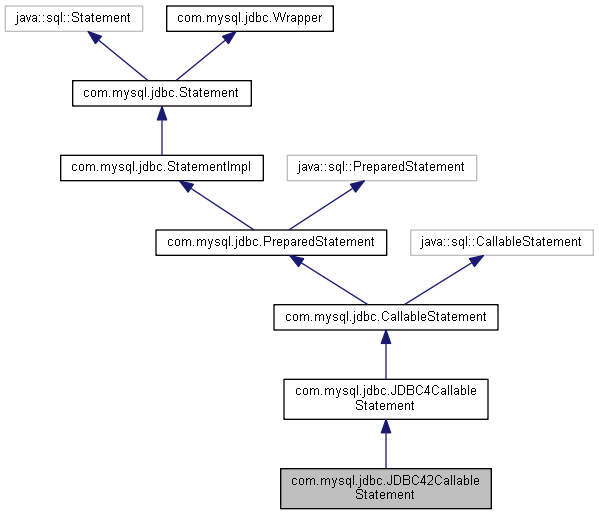 java::sql::Statement
com.mysql.jdbc.Wrapper
com.mysql.jdbc.Statement
com.mysql.jdbc.StatementImpl
java::sql::PreparedStatement
com.mysql.jdbc.PreparedStatement
java::sql::CallableStatement
com.mysql.jdbc.CallableStatement
com.mysql.jdbc.JDBC4Callable
Statement
com.mysql.jdbc.JDBC42Callable
Statement